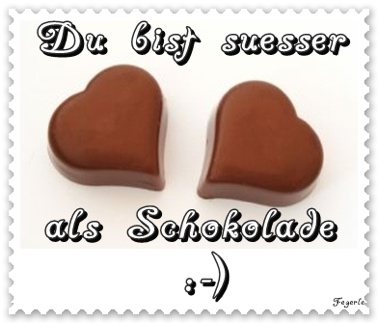 Du bist suesser
als Schokolade
:-)
Fegerle